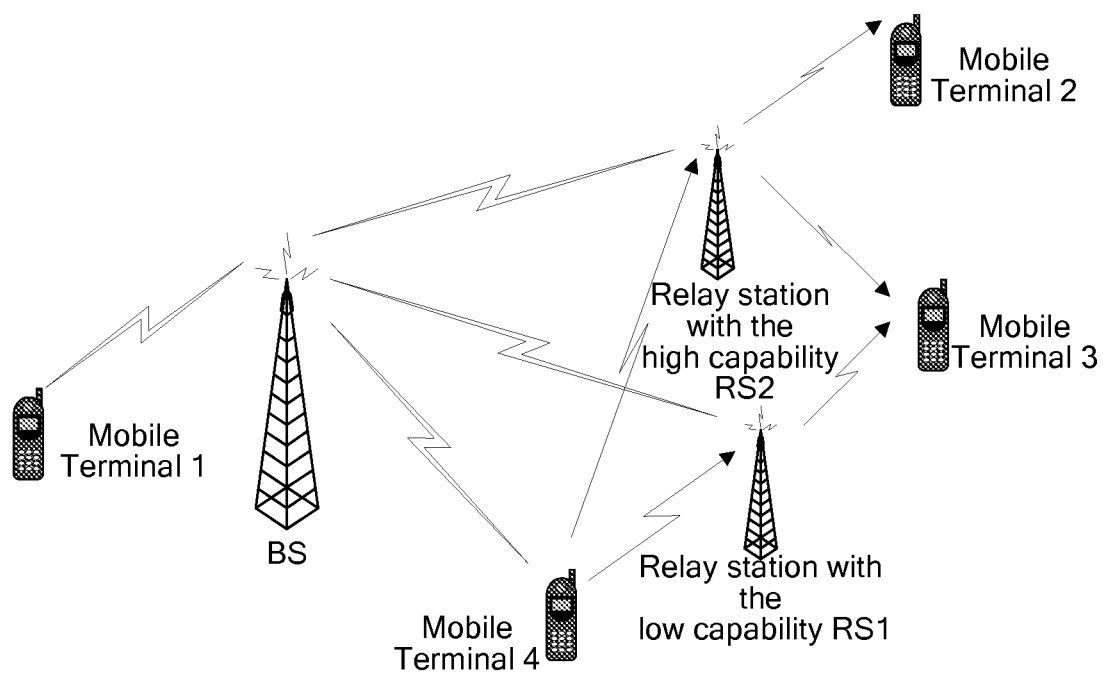 Mobile
Terminal 2
Relay station
with the
high capability
RS2
Mobile
Terminal 3
Mobile
Terminal 1
BS
Relay station with
the
low capability RS1
Mobile
Terminal 4